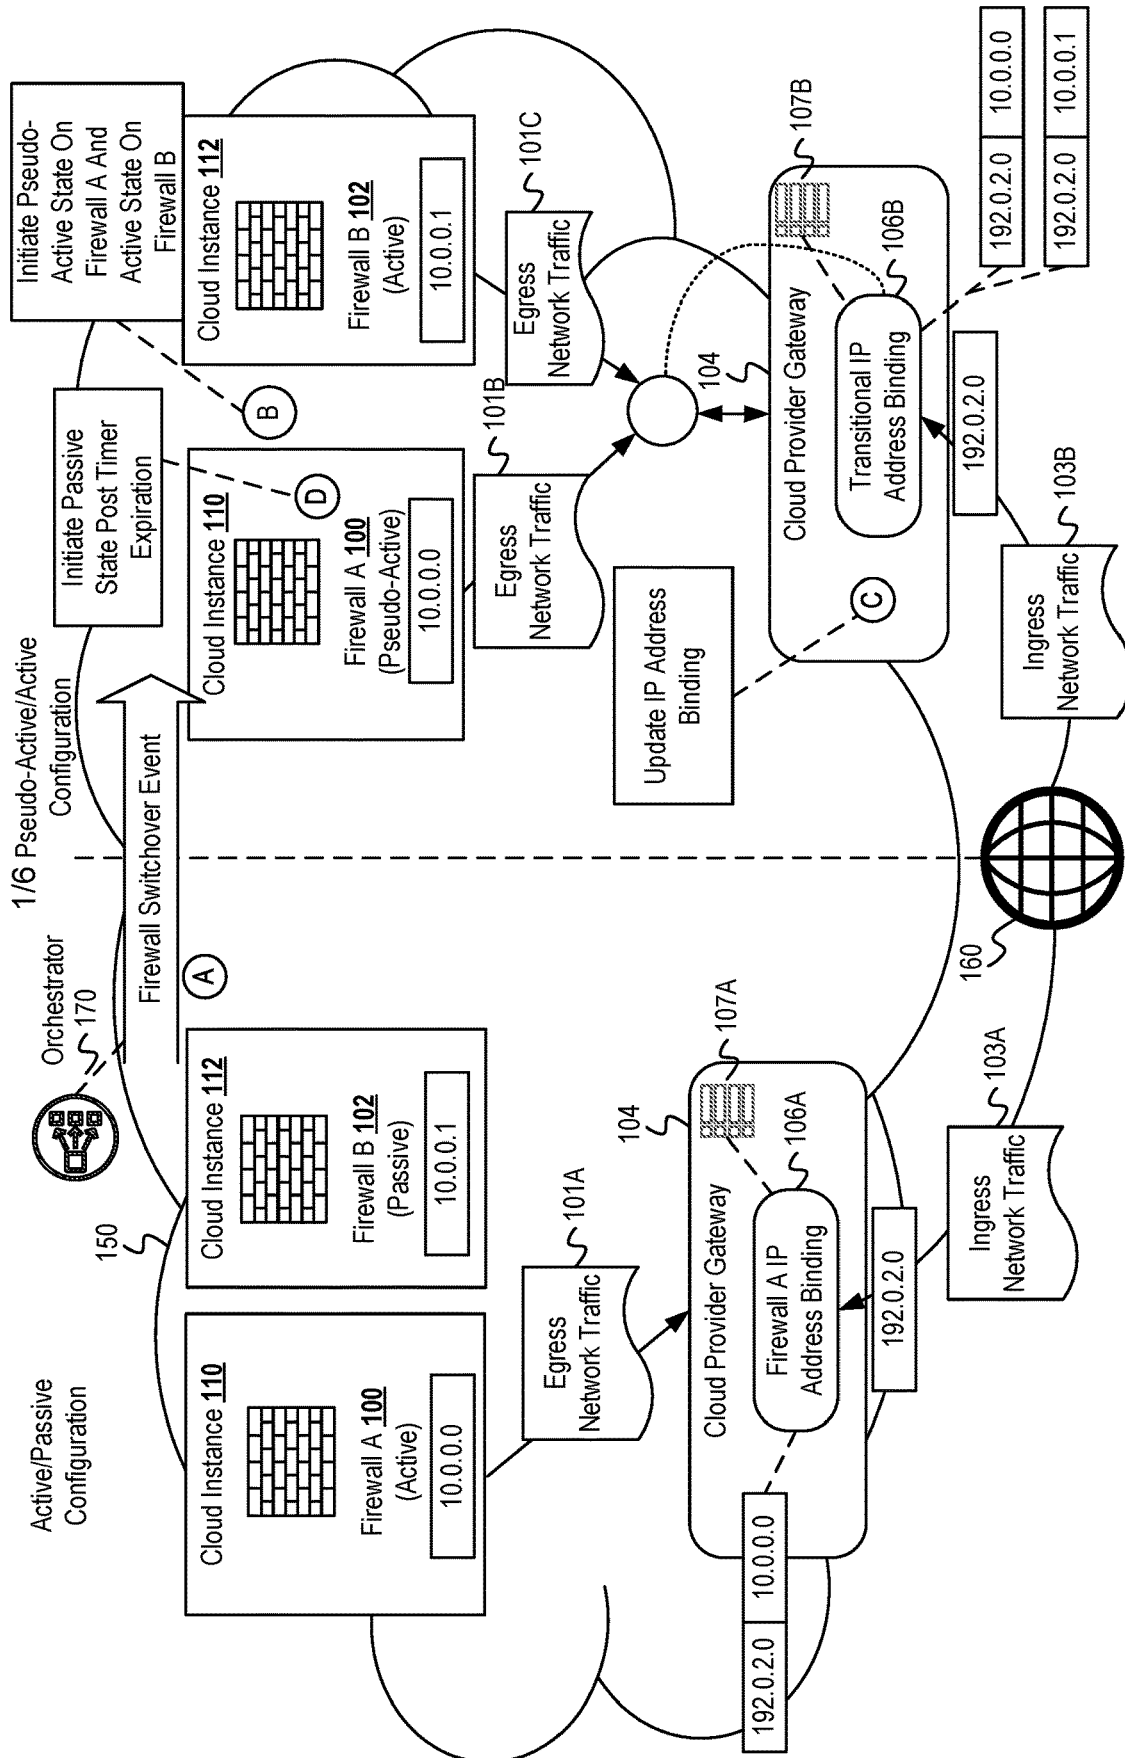 1/6
Active/Passive
Configuration
Orchestrator
170
Pseudo-Active/Active
Configuration
150
Firewall Switchover Event
A
Initiate Passive
State Post Timer
Expiration
Initiate Pseudo-
Active State On
Firewall A And
Active State On
Firewall B
Cloud Instance 110
Firewall A 100
(Active)
10.0.0.0
Cloud Instance 112
Firewall B 102
(Passive)
10.0.0.1
Cloud Instance 110
D
Firewall A 100
(Pseudo-Active)
10.0.0.0
B
Cloud Instance 112
Firewall B 102
(Active)
10.0.0.1
Egress
Network Traffic
101A
Egress
Network Traffic
101B
Egress
Network Traffic
101C
Update IP Address
Binding
104
Cloud Provider Gateway
107A
Firewall A IP
Address Binding
106A
192.0.2.0
10.0.0.0
192.0.2.0
104
Cloud Provider Gateway
107B
C
Transitional IP
Address Binding
106B
192.0.2.0
192.0.2.0
10.0.0.0
192.0.2.0
10.0.0.1
Ingress
Network Traffic
103A
160
Ingress
Network Traffic
103B